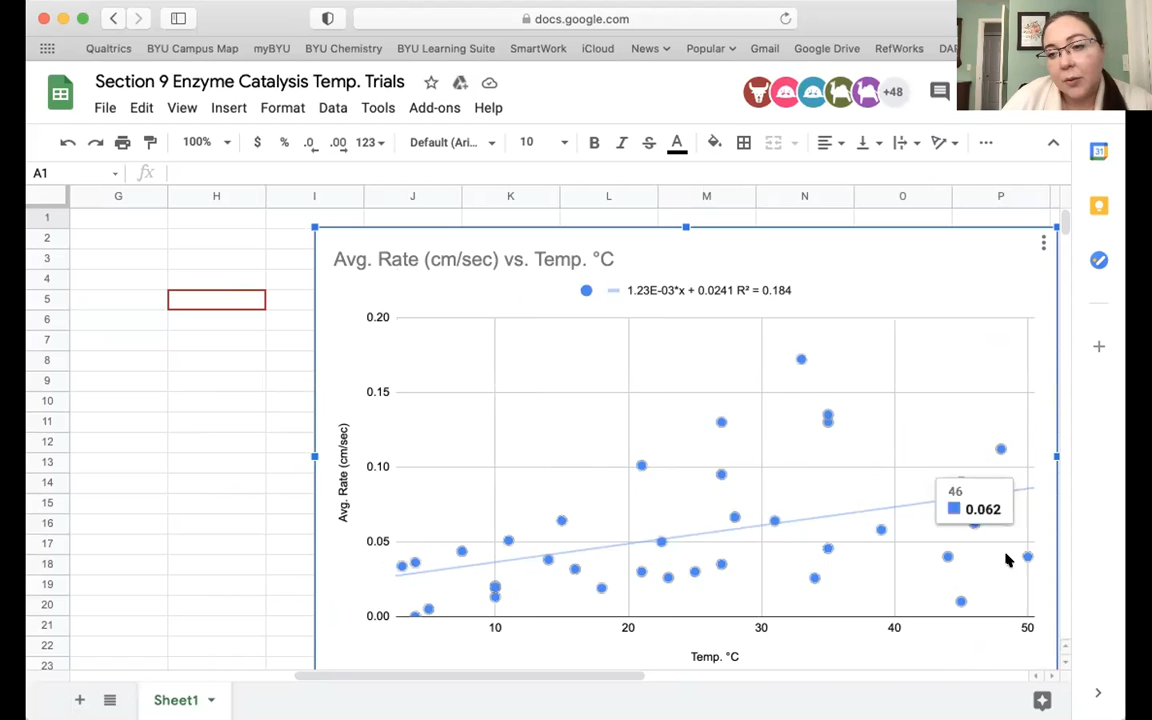 docs.google.com
Qualtrics BYU Campus Map myBYU BYU Chemistry BYU Learning Suite SmartWork iCloud News Popular Gmail Google Drive RefWorks
Section 9 Enzyme Catalysis Temp. Trials
File Edit View Insert Format Data Tools Add-ons Help
+48
100% $ % .0 .00 123 Default (Ari... 10 B I S A
A1 fx
G H I J K L M N O P
1
2
3
4
5
6
7
8
9
10
11
12
13
14
15
16
17
18
19
20
21
22
23
Avg. Rate (cm/sec) vs. Temp. °C
1.23E-03*x + 0.0241 R² = 0.184
0.20
0.15
0.10
0.05
0.00
Avg. Rate (cm/sec)
46
0.062
10 20 30 40 50
Temp. °C
Sheet1
31